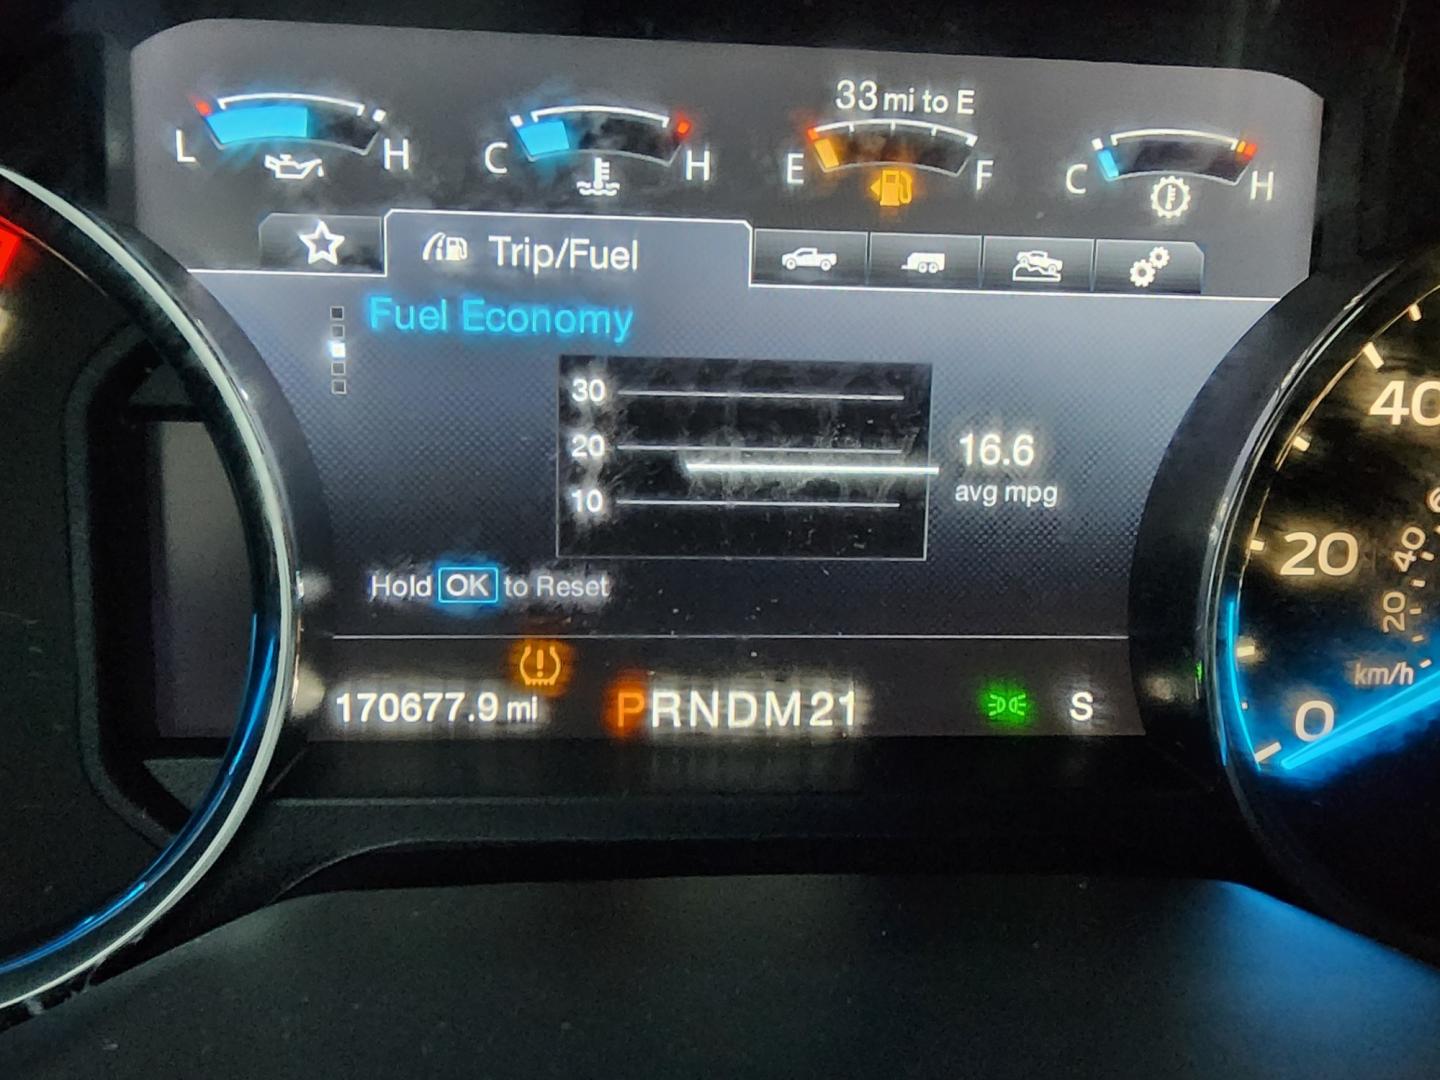 33 mi to E
L H C H E F C H
Trip/Fuel
Fuel Economy
30
20
10
16.6
avg mpg
Hold OK to Reset
170677.9 mi PRNDM21 S
40
20
0
40
20
km/h